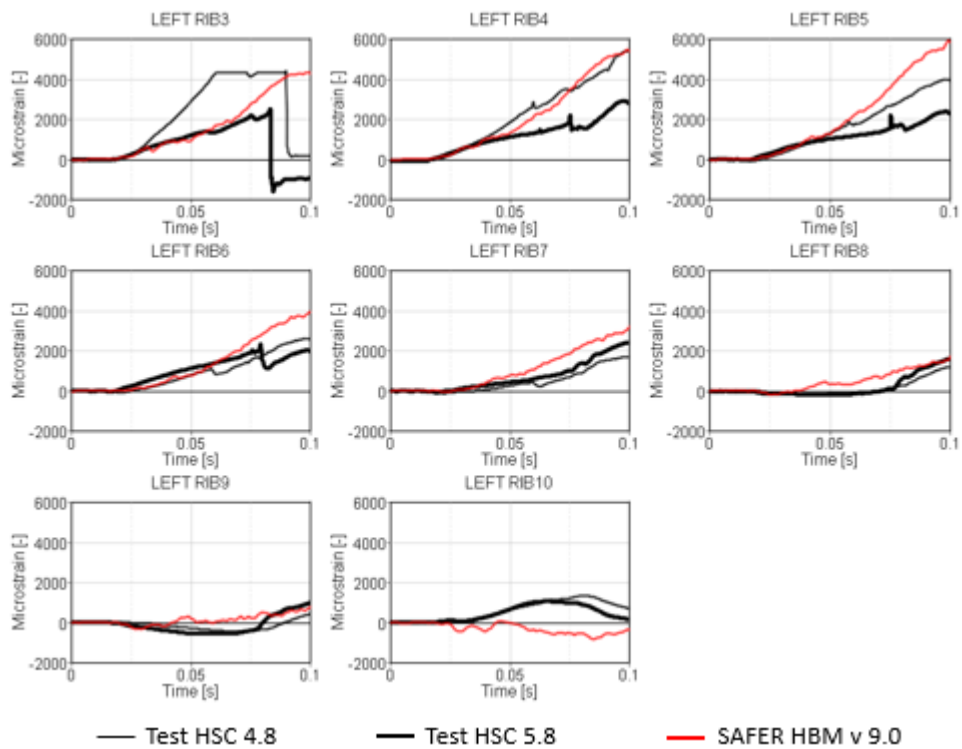 LEFT RIB3 LEFT RIB4 LEFT RIB5
6000 6000 6000
4000 4000 4000
2000 2000 2000
0 0 0
-2000 -2000 -2000
Microstrain [-] Microstrain [-] Microstrain [-]
0 0.05 0.1 0 0.05 0.1 0 0.05 0.1
Time [s] Time [s] Time [s]
LEFT RIB6 LEFT RIB7 LEFT RIB8
6000 6000 6000
4000 4000 4000
2000 2000 2000
0 0 0
-2000 -2000 -2000
Microstrain [-] Microstrain [-] Microstrain [-]
0 0.05 0.1 0 0.05 0.1 0 0.05 0.1
Time [s] Time [s] Time [s]
LEFT RIB9 LEFT RIB10
6000 6000
4000 4000
2000 2000
0 0
-2000 -2000
Microstrain [-] Microstrain [-]
0 0.05 0.1 0 0.05 0.1
Time [s] Time [s]
Test HSC 4.8 Test HSC 5.8 SAFER HBM v 9.0